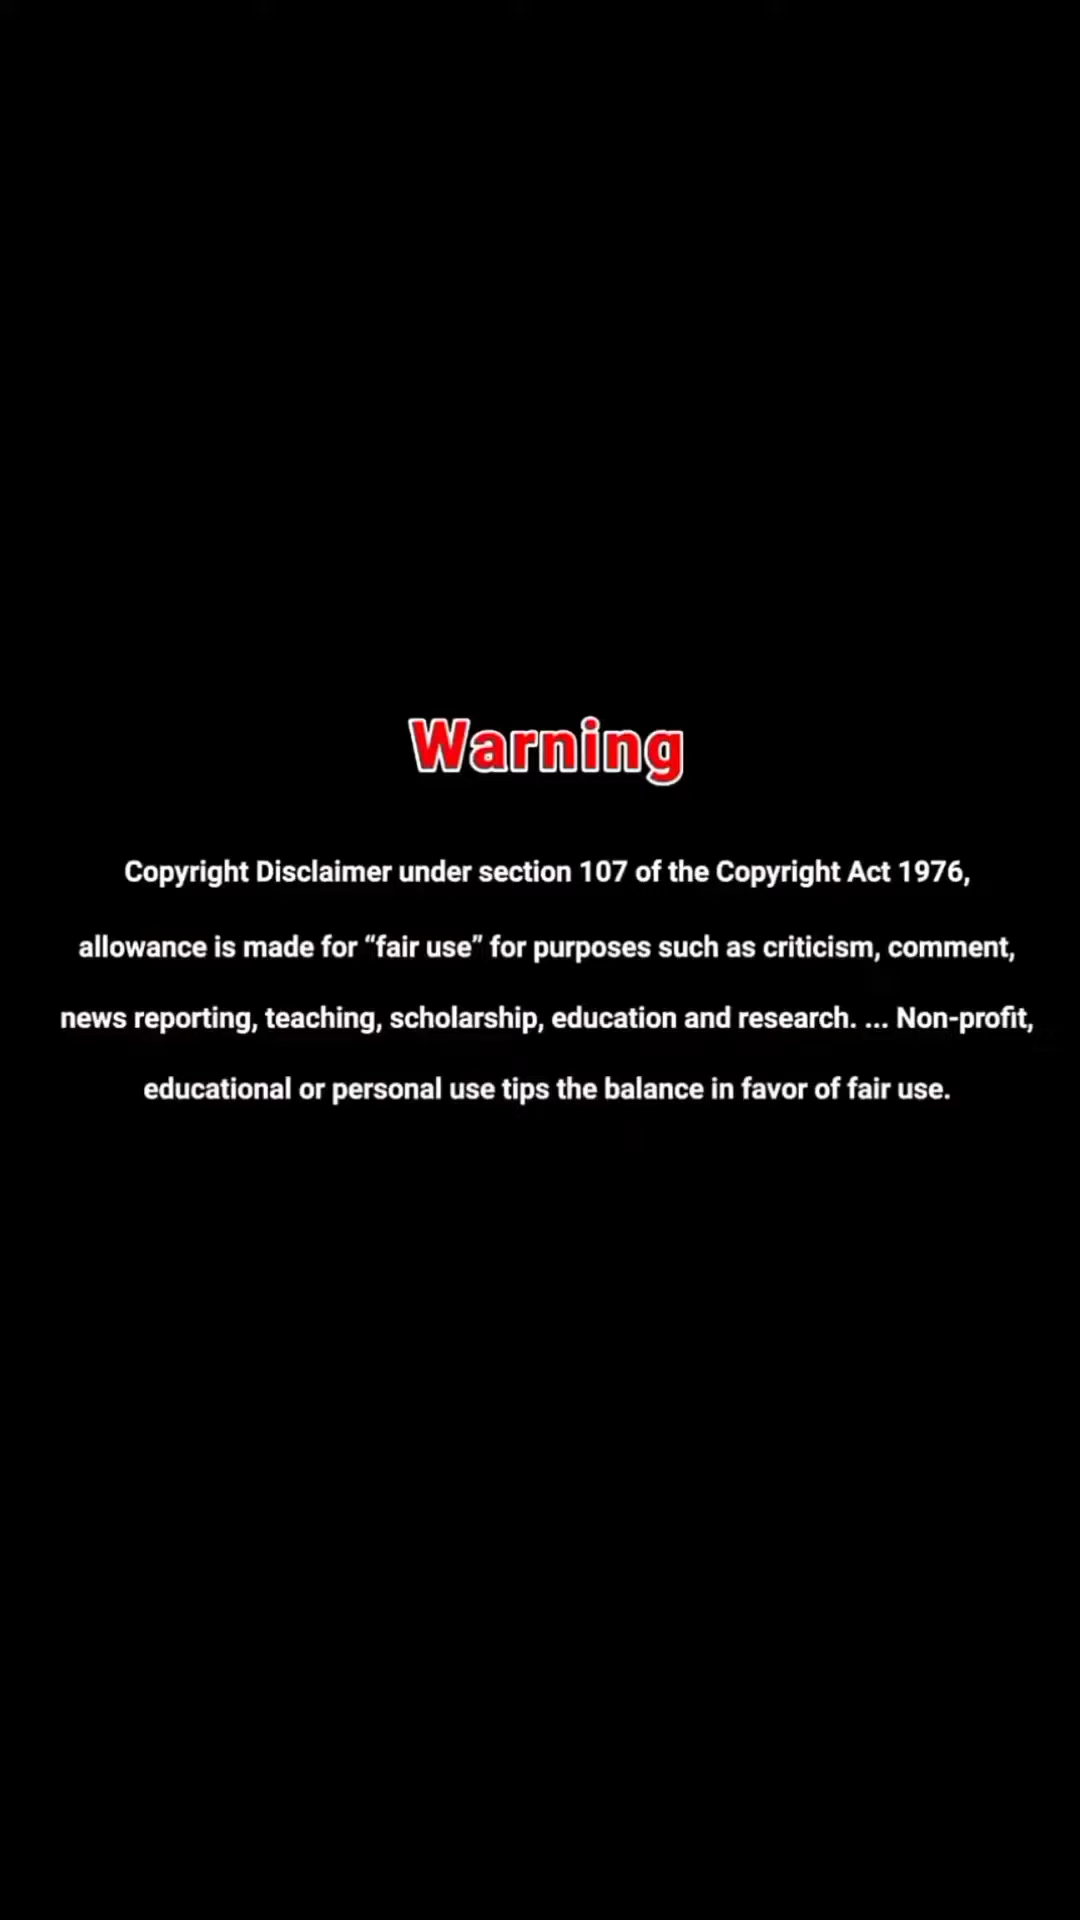 Warning
Copyright Disclaimer under section 107 of the Copyright Act 1976,
allowance is made for “fair use” for purposes such as criticism, comment,
news reporting, teaching, scholarship, education and research. ... Non-profit,
educational or personal use tips the balance in favor of fair use.